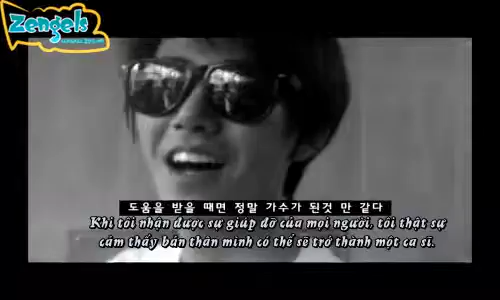 Zengels
도움을 받을 때면 정말 가수가 된것 만 같다
Khi tôi nhận được sự giúp đỡ của mọi người, tôi thật sự
cảm thấy bản thân mình có thể sẽ trở thành một ca sĩ.